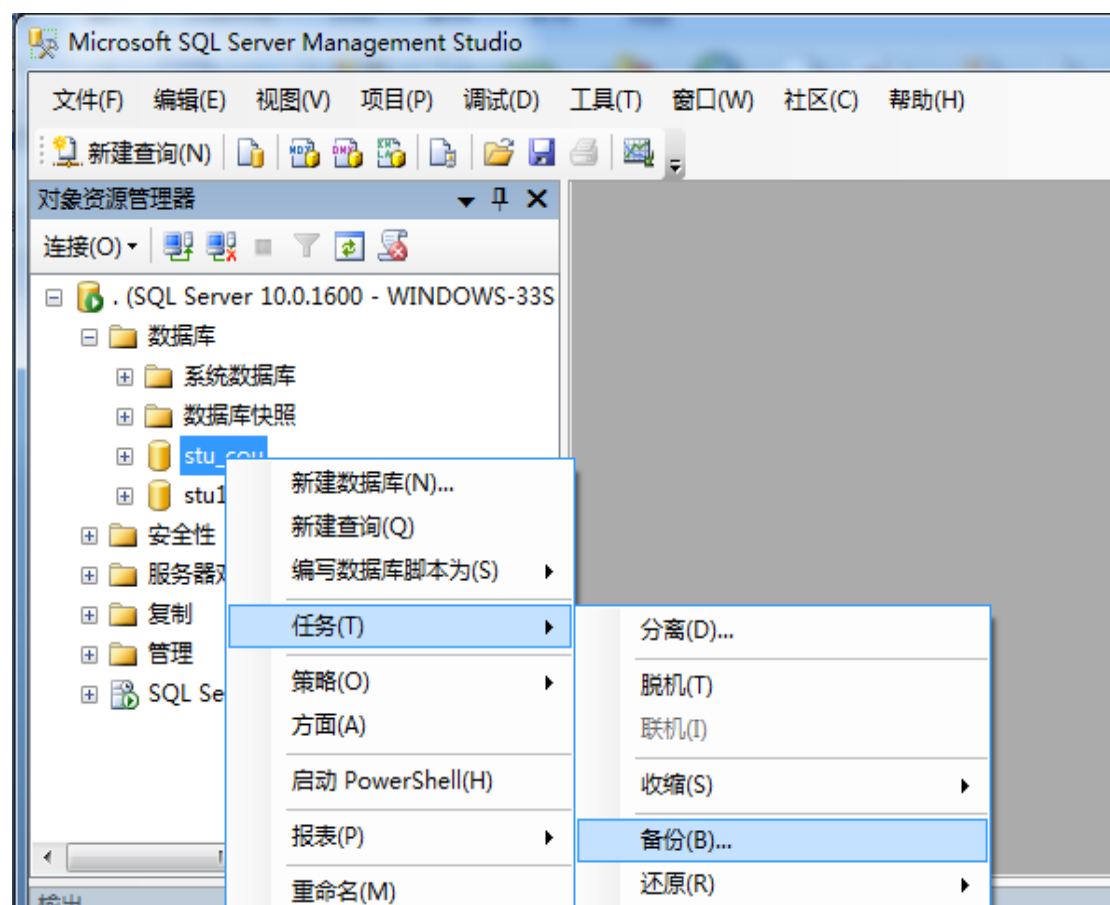 Microsoft SQL Server Management Studio
文件(F) 编辑(E) 视图(V) 项目(P) 调试(D) 工具(T) 窗口(W) 社区(C) 帮助(H)
新建查询(N)
对象资源管理器
连接(O)
. (SQL Server 10.0.1600 - WINDOWS-33S
数据库
系统数据库
数据库快照
stu_cou
stu1
安全性
服务器对
复制
管理
SQL Se
新建数据库(N)...
新建查询(Q)
编写数据库脚本为(S)
任务(T)
策略(O)
方面(A)
启动 PowerShell(H)
报表(P)
重命名(M)
分离(D)...
脱机(T)
联机(I)
收缩(S)
备份(B)...
还原(R)
输出